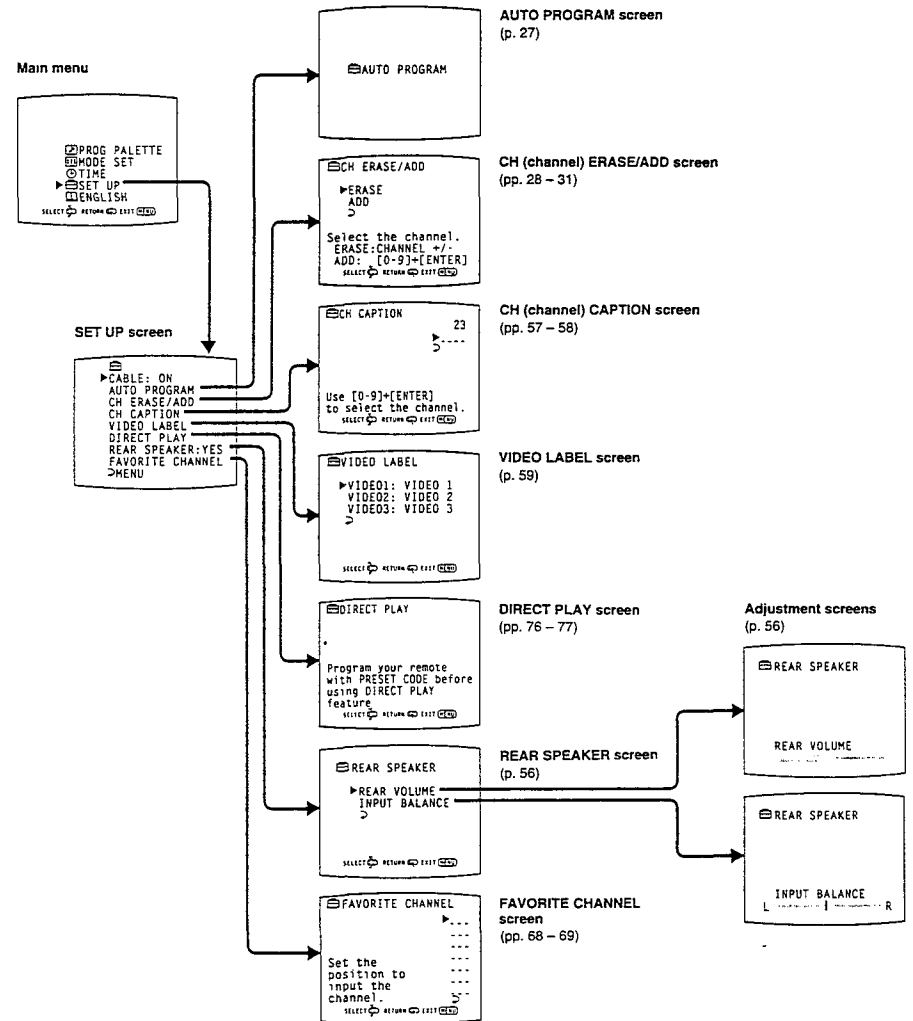 Main menu
PROG PALETTE
MODE SET
TIME
SET UP
ENGLISH
SELECT RETURN EXIT MENU
SET UP screen
CABLE: ON
AUTO PROGRAM
CH ERASE/ADD
CH CAPTION
VIDEO LABEL
DIRECT PLAY
REAR SPEAKER:YES
FAVORITE CHANNEL
MENU
AUTO PROGRAM
AUTO PROGRAM screen
(p. 27)
CH ERASE/ADD
ERASE
ADD
Select the channel.
ERASE:CHANNEL +/-
ADD: [0-9]+[ENTER]
SELECT RETURN EXIT MENU
CH (channel) ERASE/ADD screen
(pp. 28 – 31)
CH CAPTION
23
----
Use [0-9]+[ENTER]
to select the channel.
SELECT RETURN EXIT MENU
CH (channel) CAPTION screen
(pp. 57 – 58)
VIDEO LABEL
VIDEO1: VIDEO 1
VIDEO2: VIDEO 2
VIDEO3: VIDEO 3
SELECT RETURN EXIT MENU
VIDEO LABEL screen
(p. 59)
DIRECT PLAY
Program your remote
with PRESET CODE before
using DIRECT PLAY
feature
SELECT RETURN EXIT MENU
DIRECT PLAY screen
(pp. 76 – 77)
REAR SPEAKER
REAR VOLUME
INPUT BALANCE
SELECT RETURN EXIT MENU
REAR SPEAKER screen
(p. 56)
Adjustment screens
(p. 56)
REAR SPEAKER
REAR VOLUME
REAR SPEAKER
INPUT BALANCE
L R
FAVORITE CHANNEL
---
---
---
---
---
---
---
Set the
position to
input the
channel.
SELECT RETURN EXIT MENU
FAVORITE CHANNEL
screen
(pp. 68 – 69)